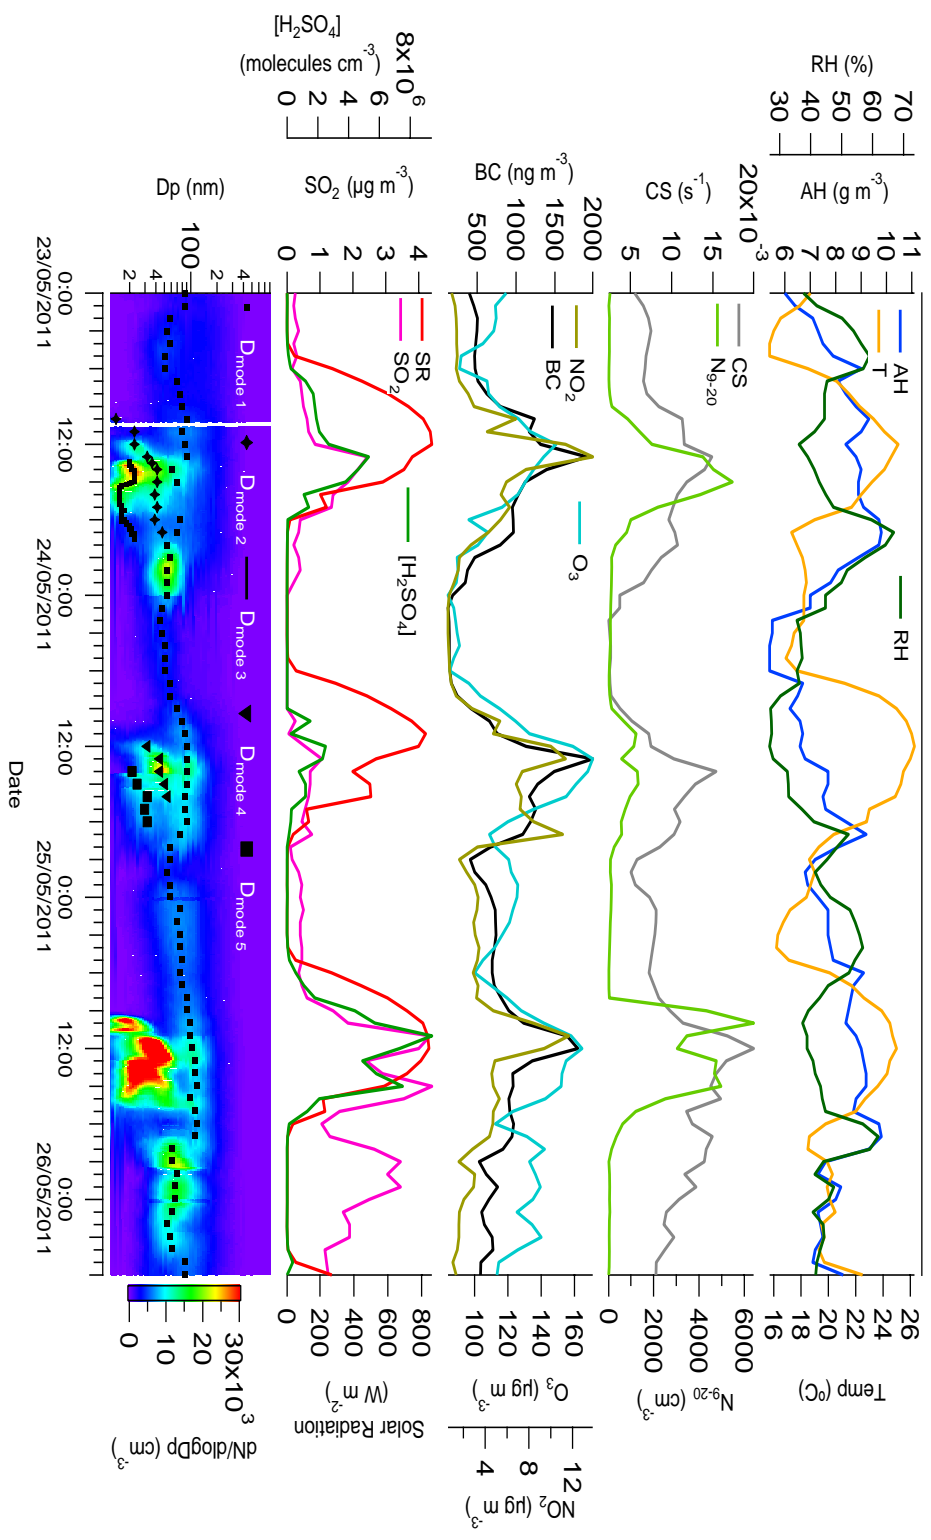 RH (%)
30 40 50 60 70
AH (g m-3)
6 7 8 9 10 11
AH
T
RH
16 18 20 22 24 26
Temp (ºC)
CS (s-1)
5 10 15 20x10-3
CS
N9-20
0 2000 4000 6000
N9-20 (cm-3)
BC (ng m-3)
500 1000 1500 2000
NO2
BC
O3
100 120 140 160
O3 (µg m-3)
4 8 12
NO2 (µg m-3)
[H2SO4]
(molecules cm-3)
0 2 4 6 8x106
SO2 (µg m-3)
0 1 2 3 4
SR
SO2
[H2SO4]
0 200 400 600 800
Solar Radiation
(W m-2)
Dp (nm)
2 4 100 2 4
Dmode 1
Dmode 2
Dmode 3
Dmode 4
Dmode 5
0 10 20 30x103
dN/dlogDp (cm-3)
0:00
23/05/2011
12:00
0:00
24/05/2011
12:00
0:00
25/05/2011
12:00
0:00
26/05/2011
Date